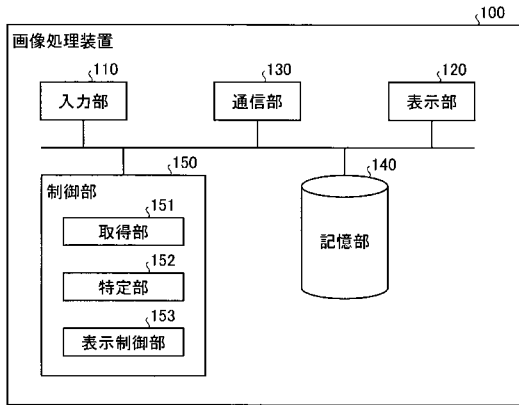 100
画像処理装置
110
入力部
130
通信部
120
表示部
150
制御部
151
取得部
152
特定部
153
表示制御部
140
記憶部